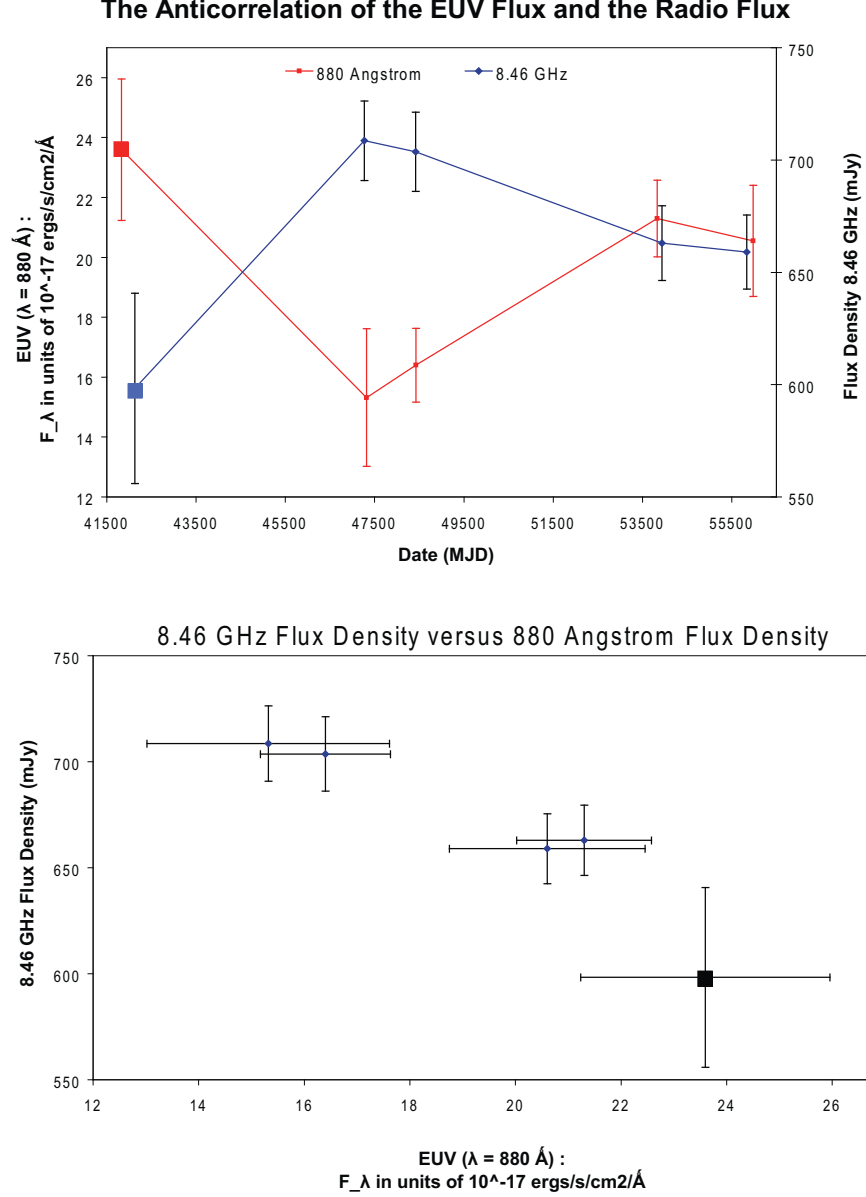 The Anticorrelation of the EUV Flux and the Radio Flux
880 Angstrom
8.46 GHz
26
24
22
20
18
16
14
12
EUV (λ = 880 Å) :
F_λ in units of 10^-17 ergs/s/cm2/Å
750
700
650
600
550
Flux Density 8.46 GHz (mJy)
41500 43500 45500 47500 49500 51500 53500 55500
Date (MJD)
8.46 GHz Flux Density versus 880 Angstrom Flux Density
750
700
650
600
550
8.46 GHz Flux Density (mJy)
12 14 16 18 20 22 24 26
EUV (λ = 880 Å) :
F_λ in units of 10^-17 ergs/s/cm2/Å